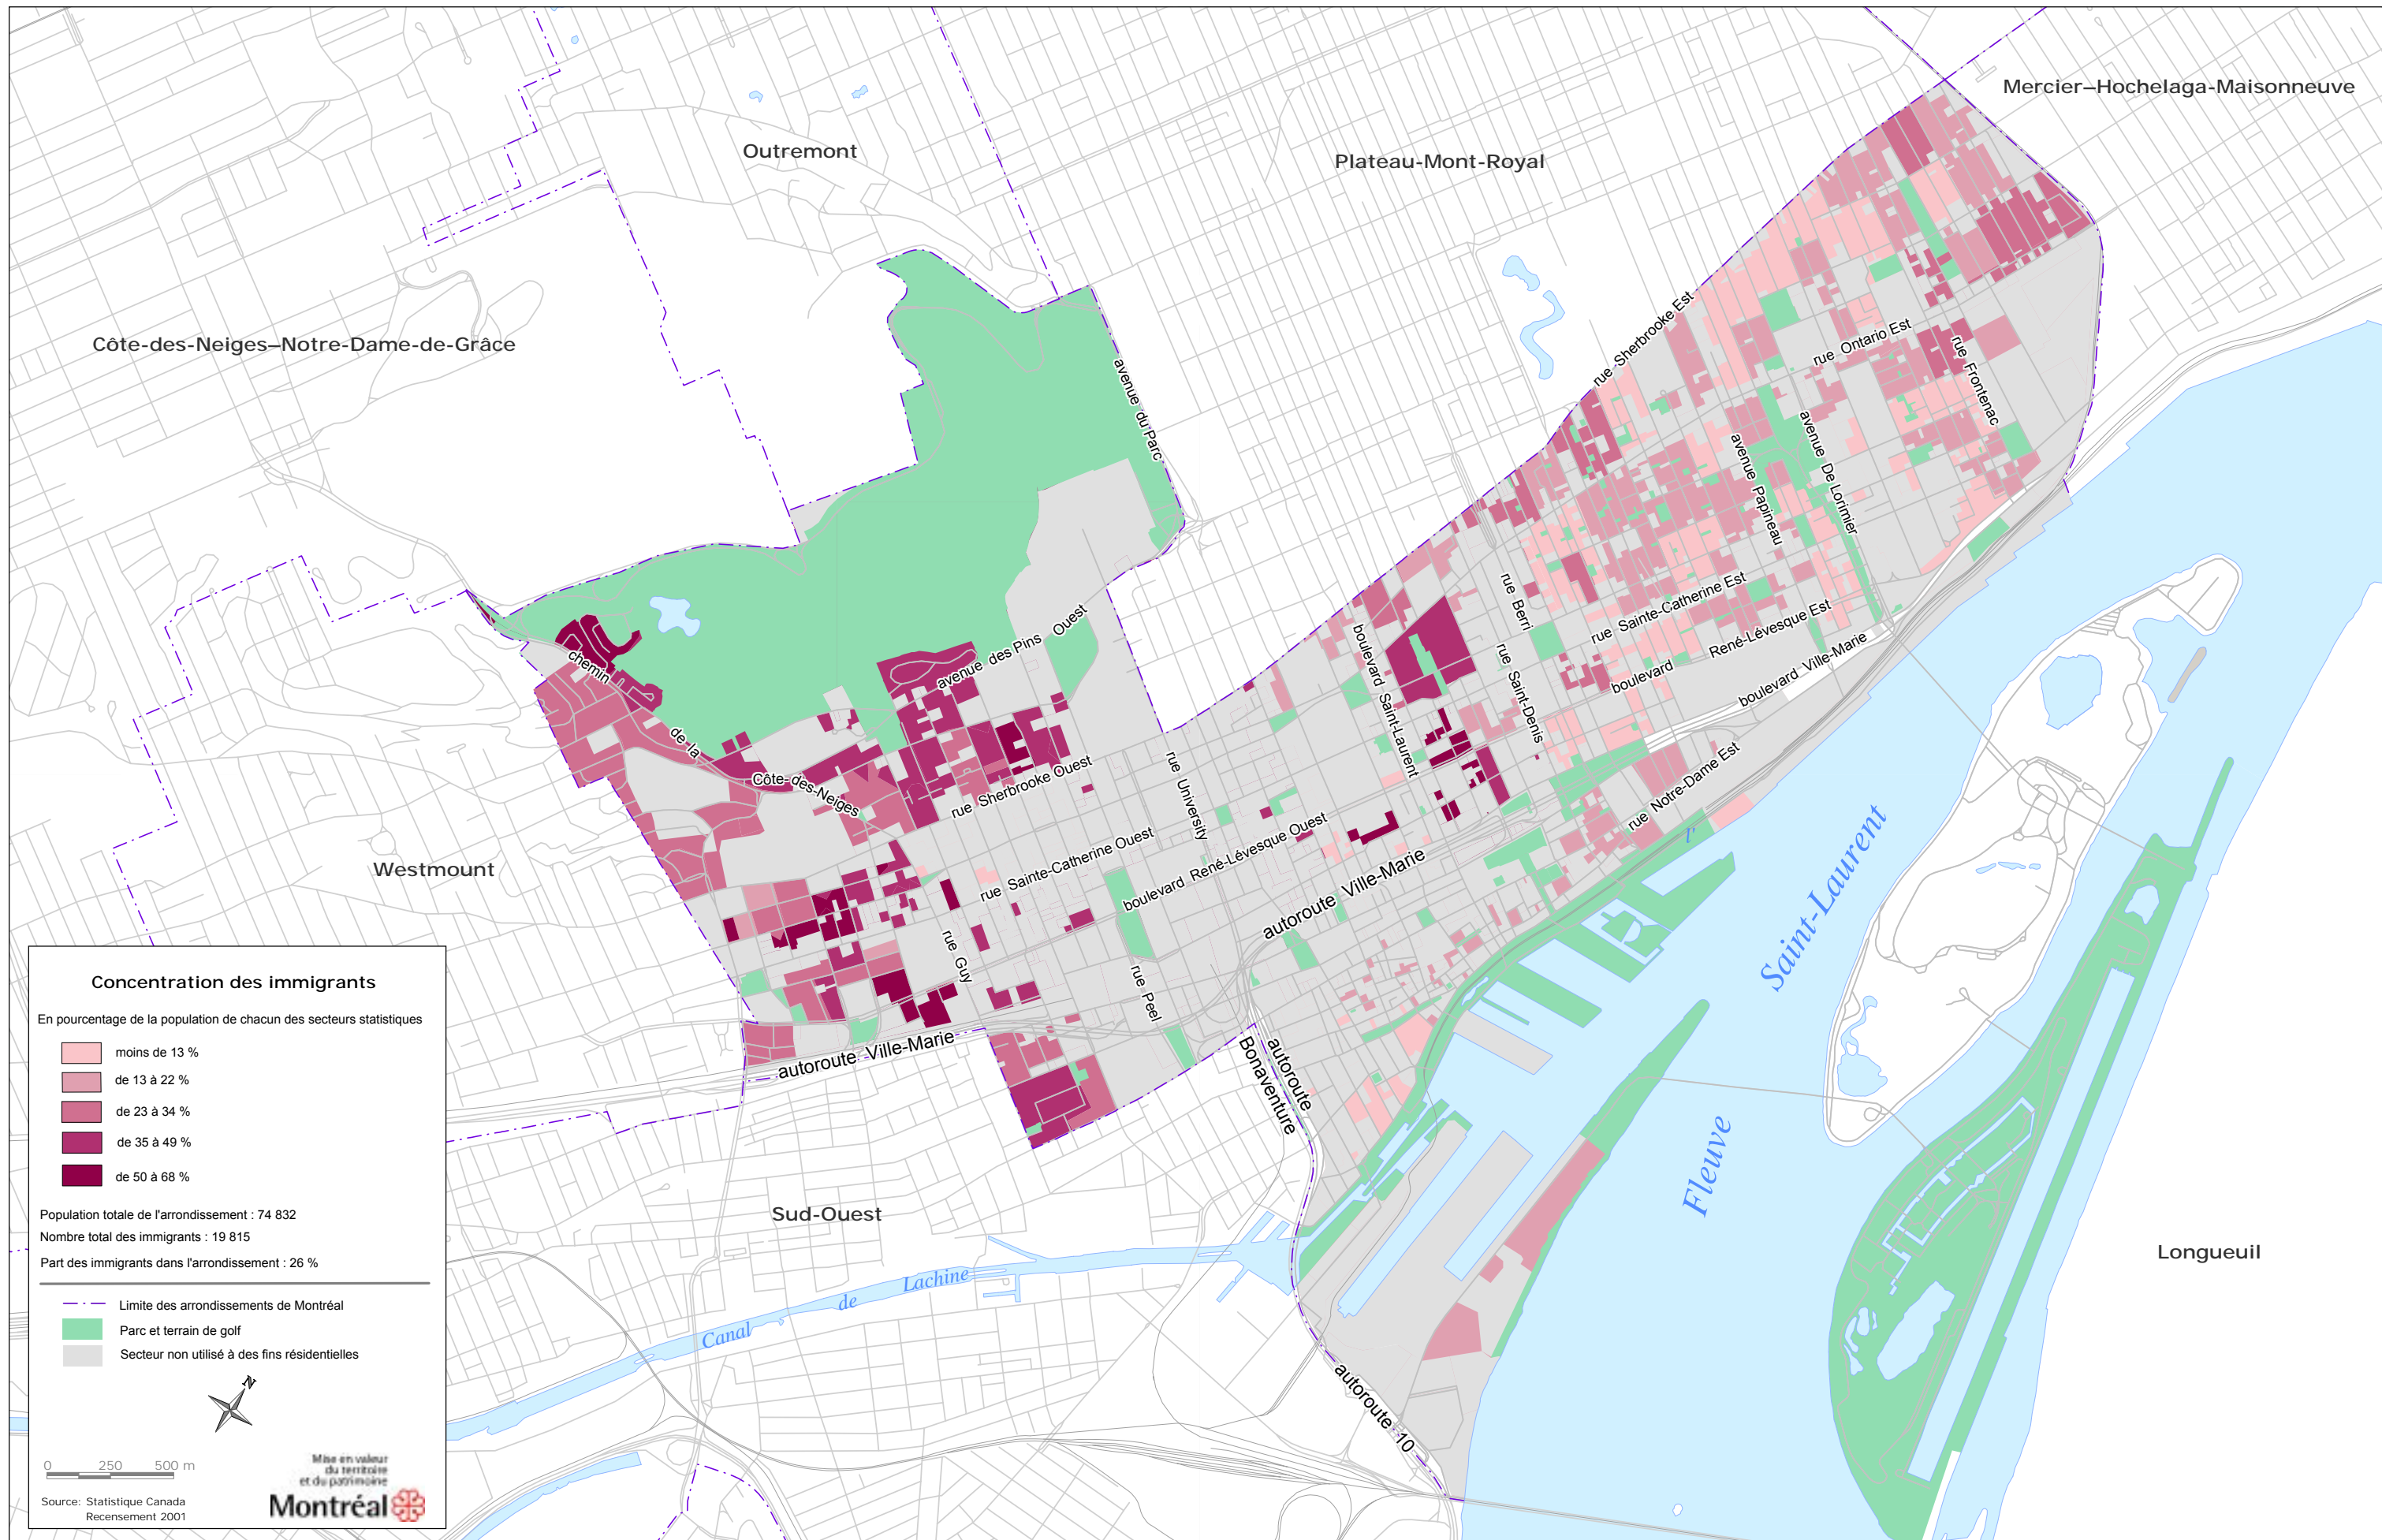 Mercier–Hochelaga-Maisonneuve
Outremont
Plateau-Mont-Royal
Côte-des-Neiges–Notre-Dame-de-Grâce
rue Sherbrooke Est
rue Ontario Est
rue Frontenac
avenue du Parc
avenue De Lorimier
avenue Papineau
avenue des Pins Ouest
rue Berri
rue Sainte-Catherine Est
boulevard René-Lévesque Est
boulevard Ville-Marie
boulevard Saint-Laurent
rue Saint-Denis
chemin de la Côte-des-Neiges
rue Sherbrooke Ouest
rue University
rue Notre-Dame Est
rue Sainte-Catherine Ouest
boulevard René-Lévesque Ouest
autoroute Ville-Marie
Westmount
rue Guy
rue Peel
autoroute Ville-Marie
autoroute
Bonaventure
Fleuve Saint-Laurent
l'
Sud-Ouest
Longueuil
Canal de Lachine
autoroute 10
Concentration des immigrants
En pourcentage de la population de chacun des secteurs statistiques
moins de 13 %
de 13 à 22 %
de 23 à 34 %
de 35 à 49 %
de 50 à 68 %
Population totale de l'arrondissement : 74 832
Nombre total des immigrants : 19 815
Part des immigrants dans l'arrondissement : 26 %
Limite des arrondissements de Montréal
Parc et terrain de golf
Secteur non utilisé à des fins résidentielles
N
0 250 500 m
Mise en valeur
du territoire
et du patrimoine
Montréal
Source: Statistique Canada
Recensement 2001